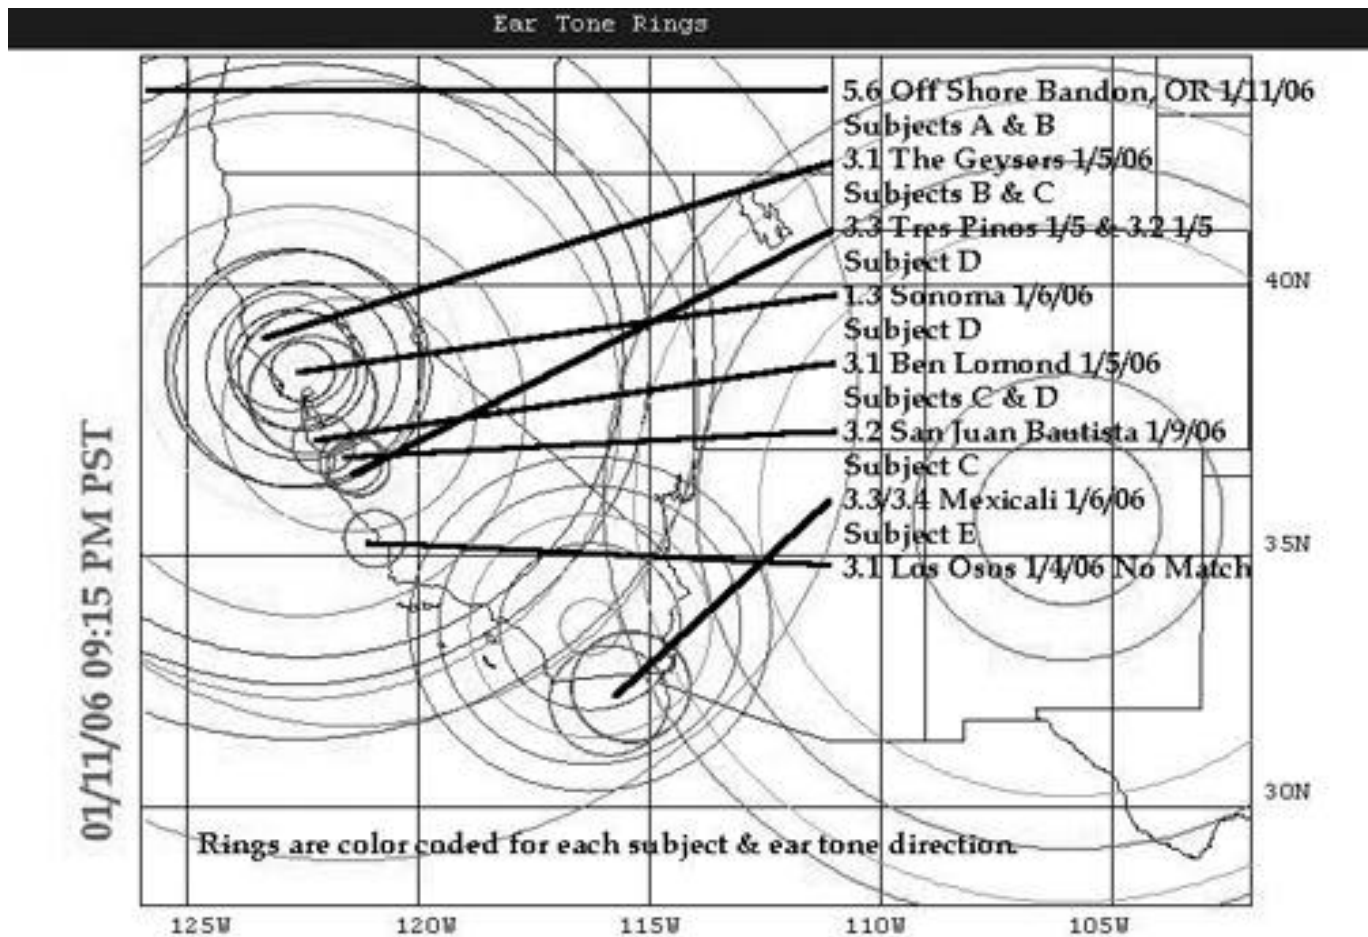 Ear Tone Rings
5.6 Off Shore Bandon, OR 1/11/06
Subjects A & B
3.1 The Geysers 1/5/06
Subjects B & C
3.3 Tres Pinos 1/5 & 3.2 1/5
Subject D
40N
1.3 Sonoma 1/6/06
Subject D
3.1 Ben Lomond 1/5/06
Subjects C & D
3.2 San Juan Bautista 1/9/06
Subject C
3.3/3.4 Mexicali 1/6/06
Subject E
35N
3.1 Los Osos 1/4/06 No Match
01/11/06 09:15 PM PST
30N
Rings are color coded for each subject & ear tone direction.
125W 120W 115W 110W 105W